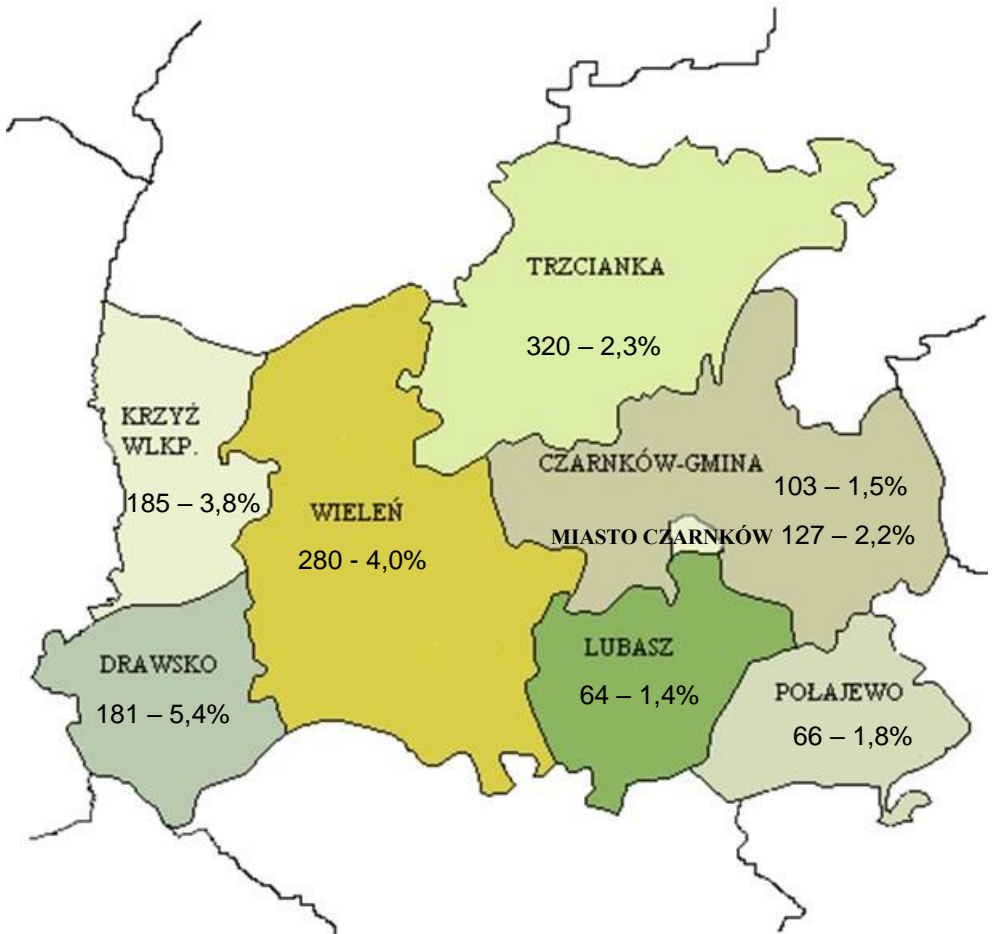 TRZCIANKA
320 – 2,3%
KRZYŻ
WLKP.
185 – 3,8%
WIELEŃ
280 - 4,0%
CZARNKÓW-GMINA
103 – 1,5%
MIASTO CZARNKÓW 127 – 2,2%
DRAWSKO
181 – 5,4%
LUBASZ
64 – 1,4%
POŁAJEWO
66 – 1,8%